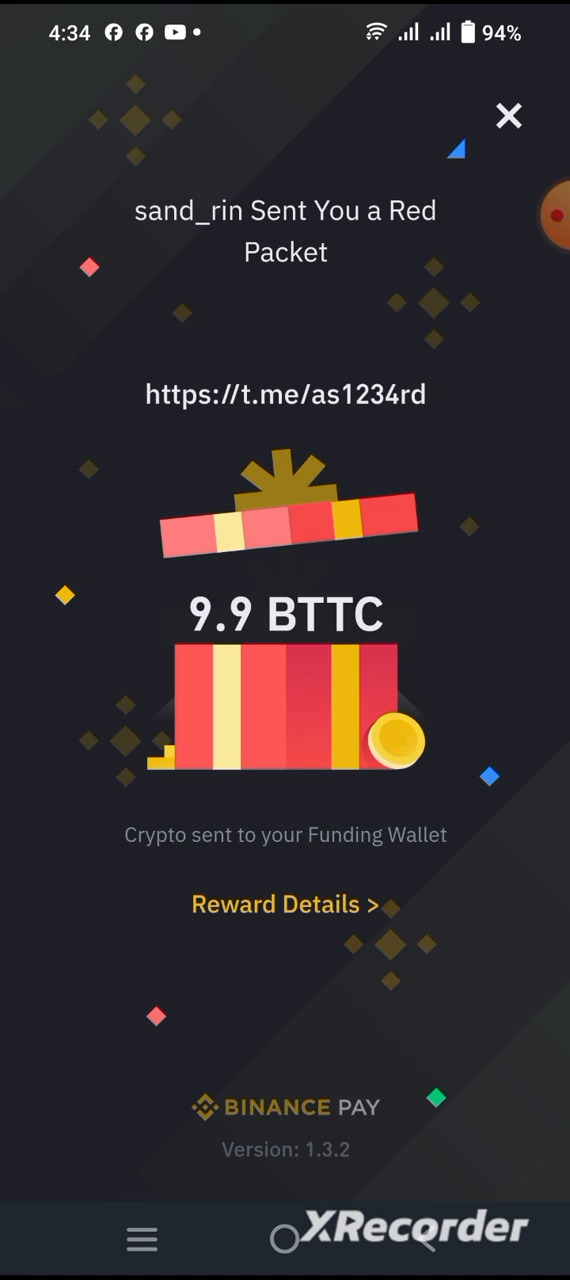 4:34
94%
sand_rin Sent You a Red
Packet
https://t.me/as1234rd
9.9 BTTC
Crypto sent to your Funding Wallet
Reward Details >
BINANCE PAY
Version: 1.3.2
XRecorder